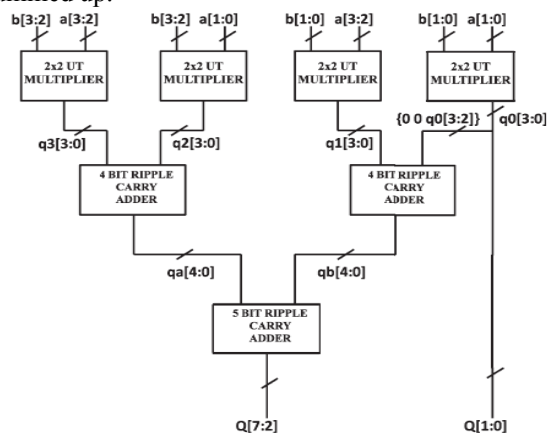 b[3:2] a[3:2] b[3:2] a[1:0] b[1:0] a[3:2] b[1:0] a[1:0]
2x2 UT
MULTIPLIER
2x2 UT
MULTIPLIER
2x2 UT
MULTIPLIER
2x2 UT
MULTIPLIER
{0 0 q0[3:2]} q0[3:0]
q3[3:0] q2[3:0] q1[3:0]
4 BIT RIPPLE
CARRY
ADDER
4 BIT RIPPLE
CARRY
ADDER
qa[4:0] qb[4:0]
5 BIT RIPPLE
CARRY
ADDER
Q[7:2] Q[1:0]